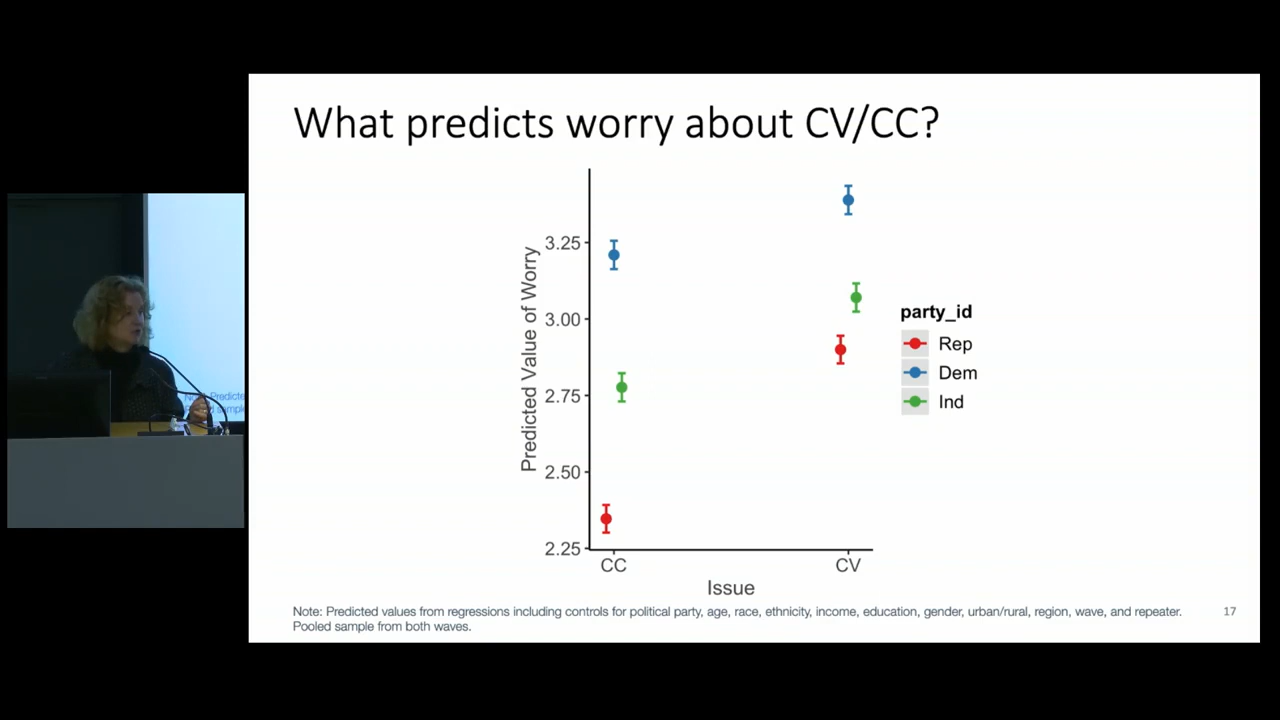 What predicts worry about CV/CC?
Predicted Value of Worry
3.25
3.00
2.75
2.50
2.25
CC
CV
Issue
party_id
Rep
Dem
Ind
Note: Predicted values from regressions including controls for political party, age, race, ethnicity, income, education, gender, urban/rural, region, wave, and repeater.
Pooled sample from both waves.
17